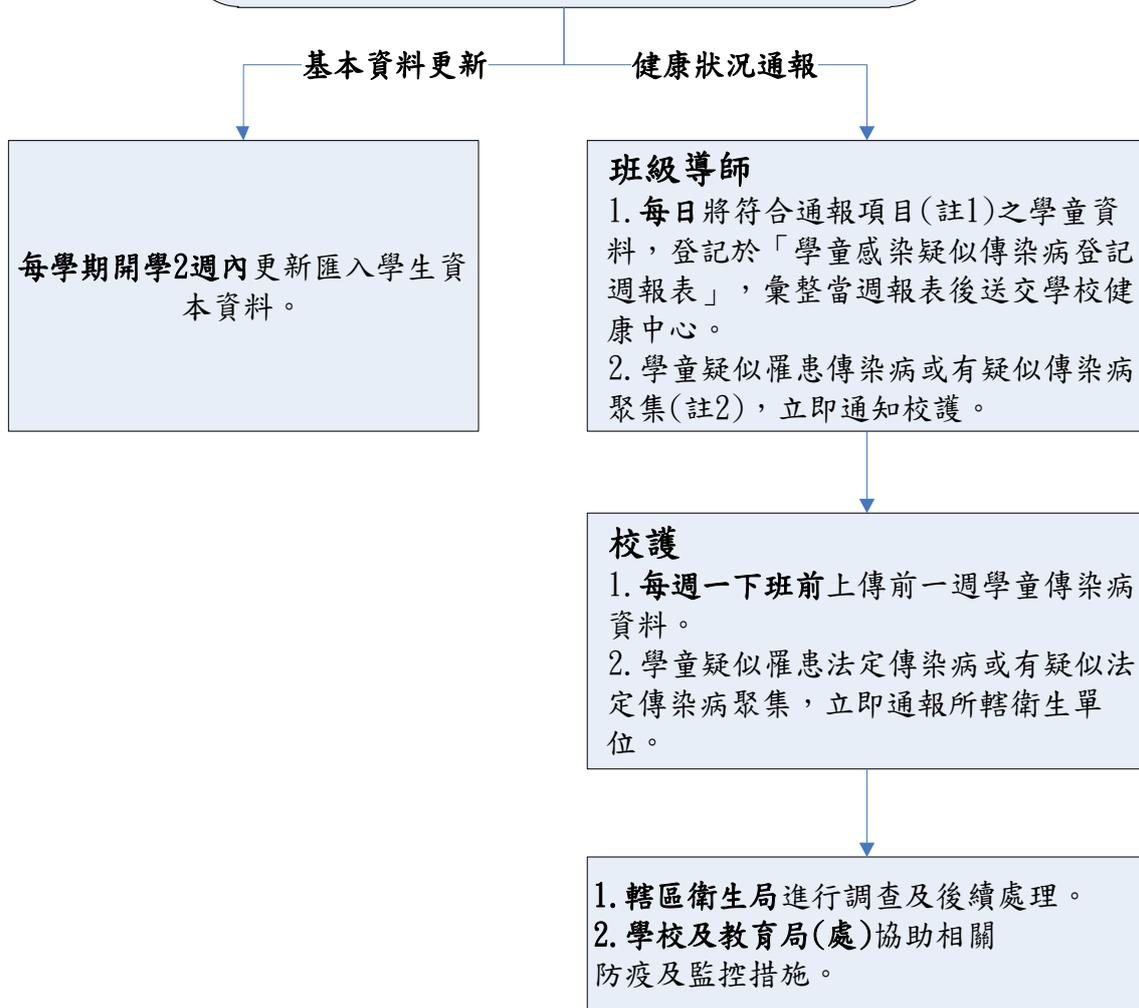 基本資料更新
健康狀況通報
每學期開學2週內更新匯入學生資
本資料。
班級導師
1.每日將符合通報項目(註1)之學童資
料，登記於「學童感染疑似傳染病登記
週報表」，彙整當週報表後送交學校健
康中心。
2.學童疑似罹患傳染病或有疑似傳染病
聚集(註2)，立即通知校護。
校護
1.每週一下班前上傳前一週學童傳染病
資料。
2.學童疑似罹患法定傳染病或有疑似法
定傳染病聚集，立即通報所轄衛生單
位。
1.轄區衛生局進行調查及後續處理。
2.學校及教育局(處)協助相關
防疫及監控措施。